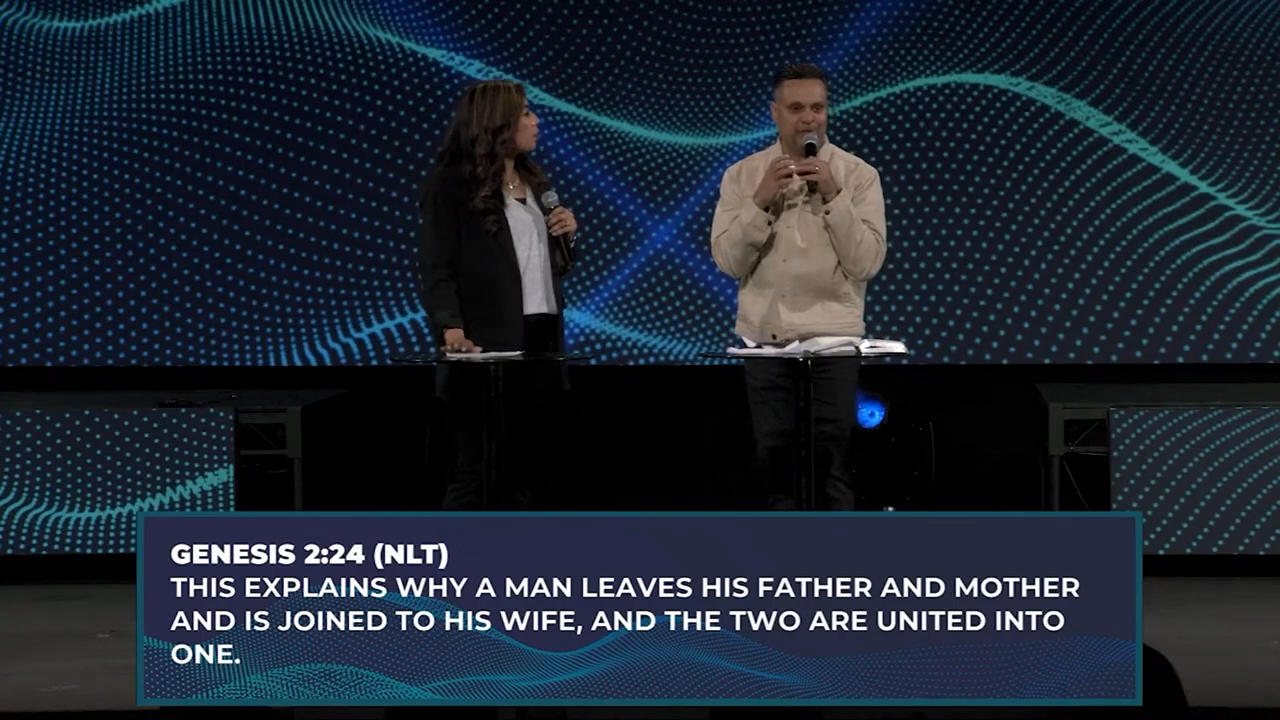 GENESIS 2:24 (NLT)
THIS EXPLAINS WHY A MAN LEAVES HIS FATHER AND MOTHER
AND IS JOINED TO HIS WIFE, AND THE TWO ARE UNITED INTO
ONE.